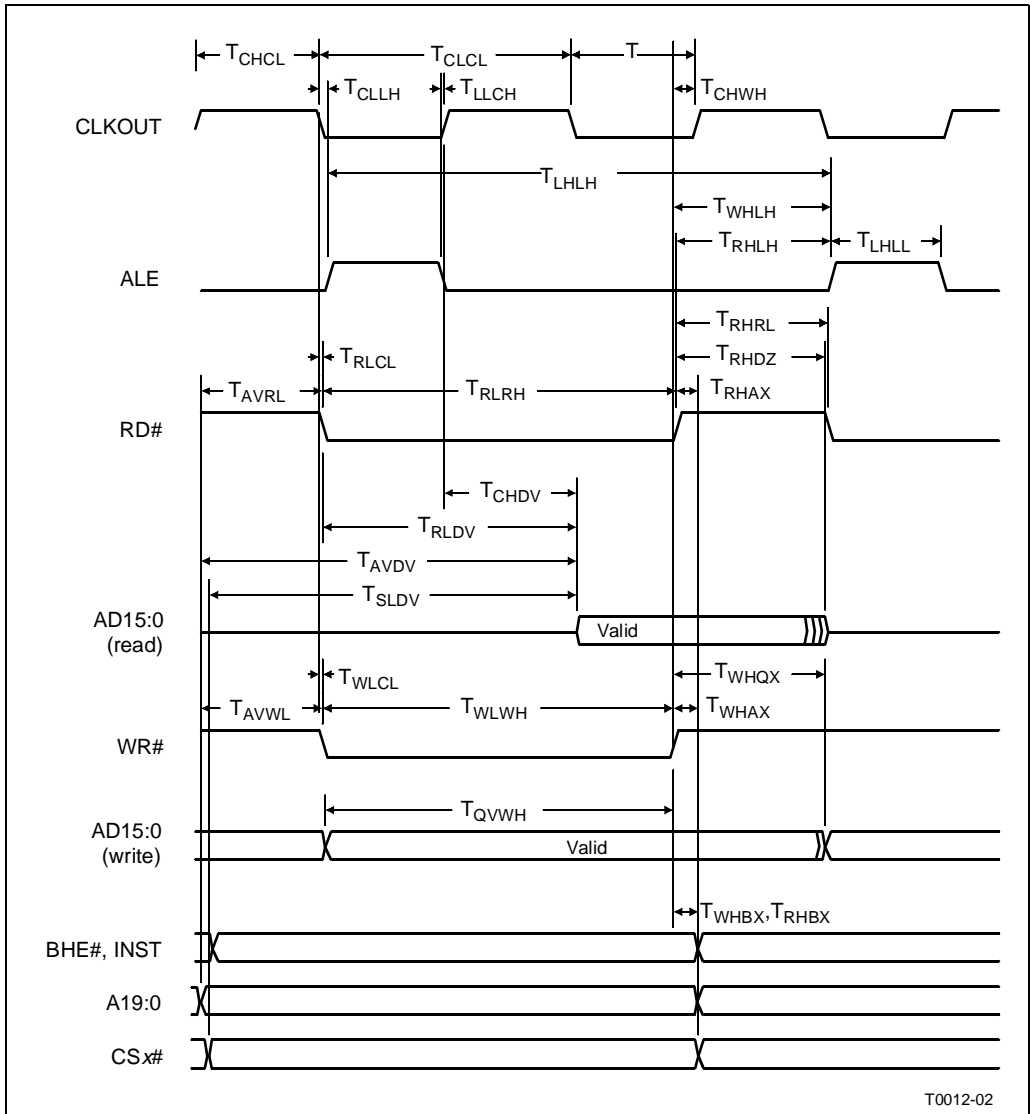 T_CHCL T_CLCL T
T_CLLH T_LLCH T_CHWH
CLKOUT
T_LHLH
T_WHLH
T_RHLH T_LHLL
ALE
T_RHRL
T_RLCL T_RHDZ
T_AVRL T_RLRH T_RHAX
RD#
T_CHDV
T_RLDV
T_AVDV
T_SLDV
AD15:0
(read)
Valid
T_WLCL T_WHQX
T_AVWL T_WLWH T_WHAX
WR#
T_QVWH
AD15:0
(write)
Valid
T_WHBX,T_RHBX
BHE#, INST
A19:0
CSx#
T0012-02